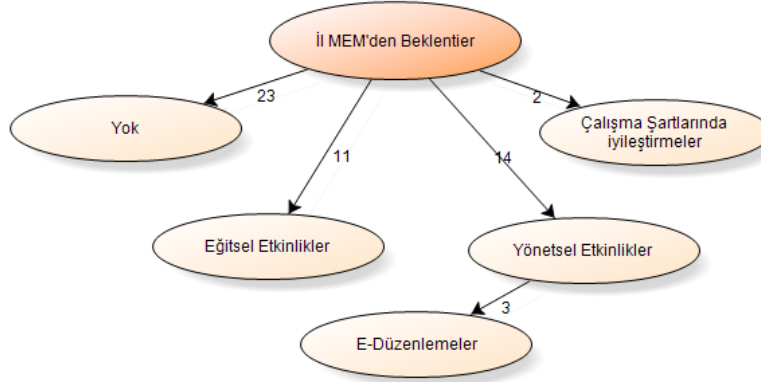 İl MEM'den Beklentier
23
2
Yok
Çalışma Şartlarında
iyileştirmeler
11
14
Eğitsel Etkinlikler
Yönetsel Etkinlikler
3
E-Düzenlemeler